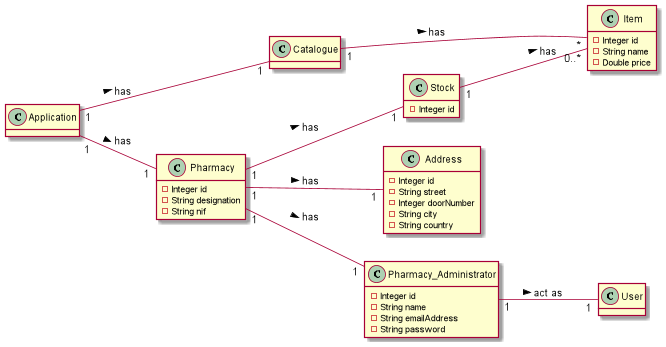 C Item
Integer id
String name
Double price
has
*
C Catalogue
1
1
has
0..*
C Stock
Integer id
1
1
has
C Application
1
1
has
has
1
C Pharmacy
Integer id
String designation
String nif
1
1
1
has
C Address
Integer id
String street
Integer doorNumber
String city
String country
1
has
1
C Pharmacy_Administrator
Integer id
String name
String emailAddress
String password
1
act as
1
C User